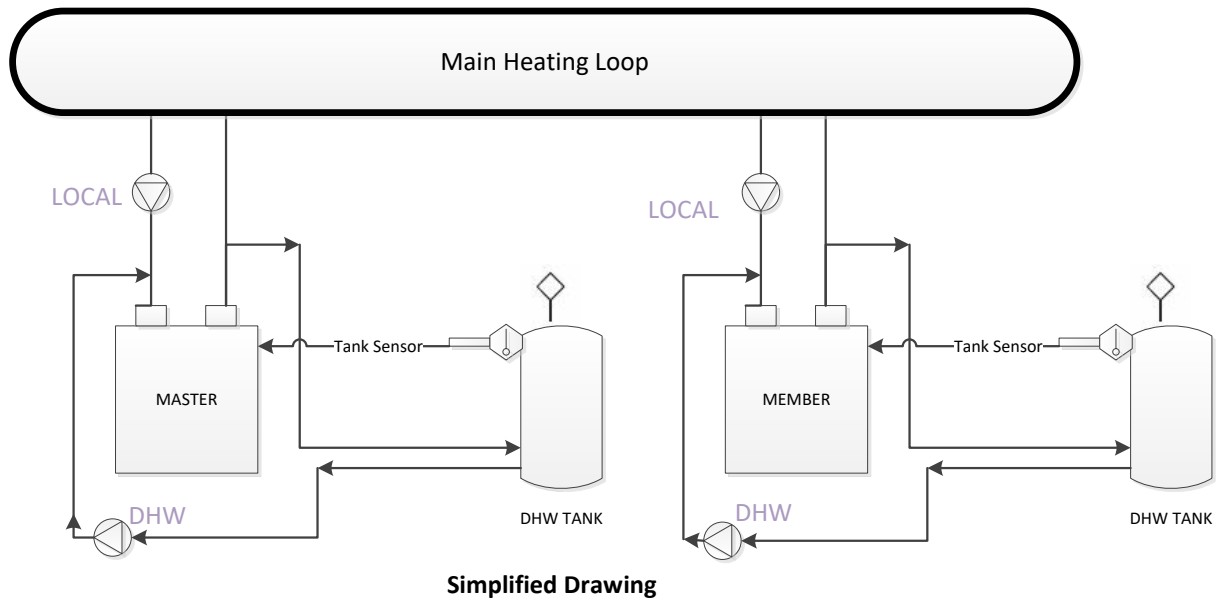 Main Heating Loop
LOCAL
LOCAL
Tank Sensor
Tank Sensor
MASTER
MEMBER
DHW
DHW
DHW TANK
DHW TANK
Simplified Drawing